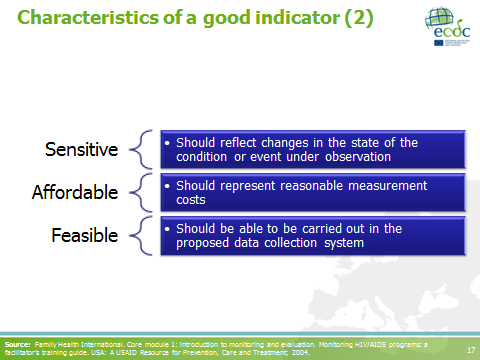 Characteristics of a good indicator (2)
ecdc
Sensitive
• Should reflect changes in the state of the
condition or event under observation
Affordable
• Should represent reasonable measurement
costs
Feasible
• Should be able to be carried out in the
proposed data collection system
Source: Family Health International. Core module 1: Introduction to monitoring and evaluation. Monitoring HIV/AIDS programs: a
facilitator's training guide. USA: A USAID Resource for Prevention, Care and Treatment; 2004.
17